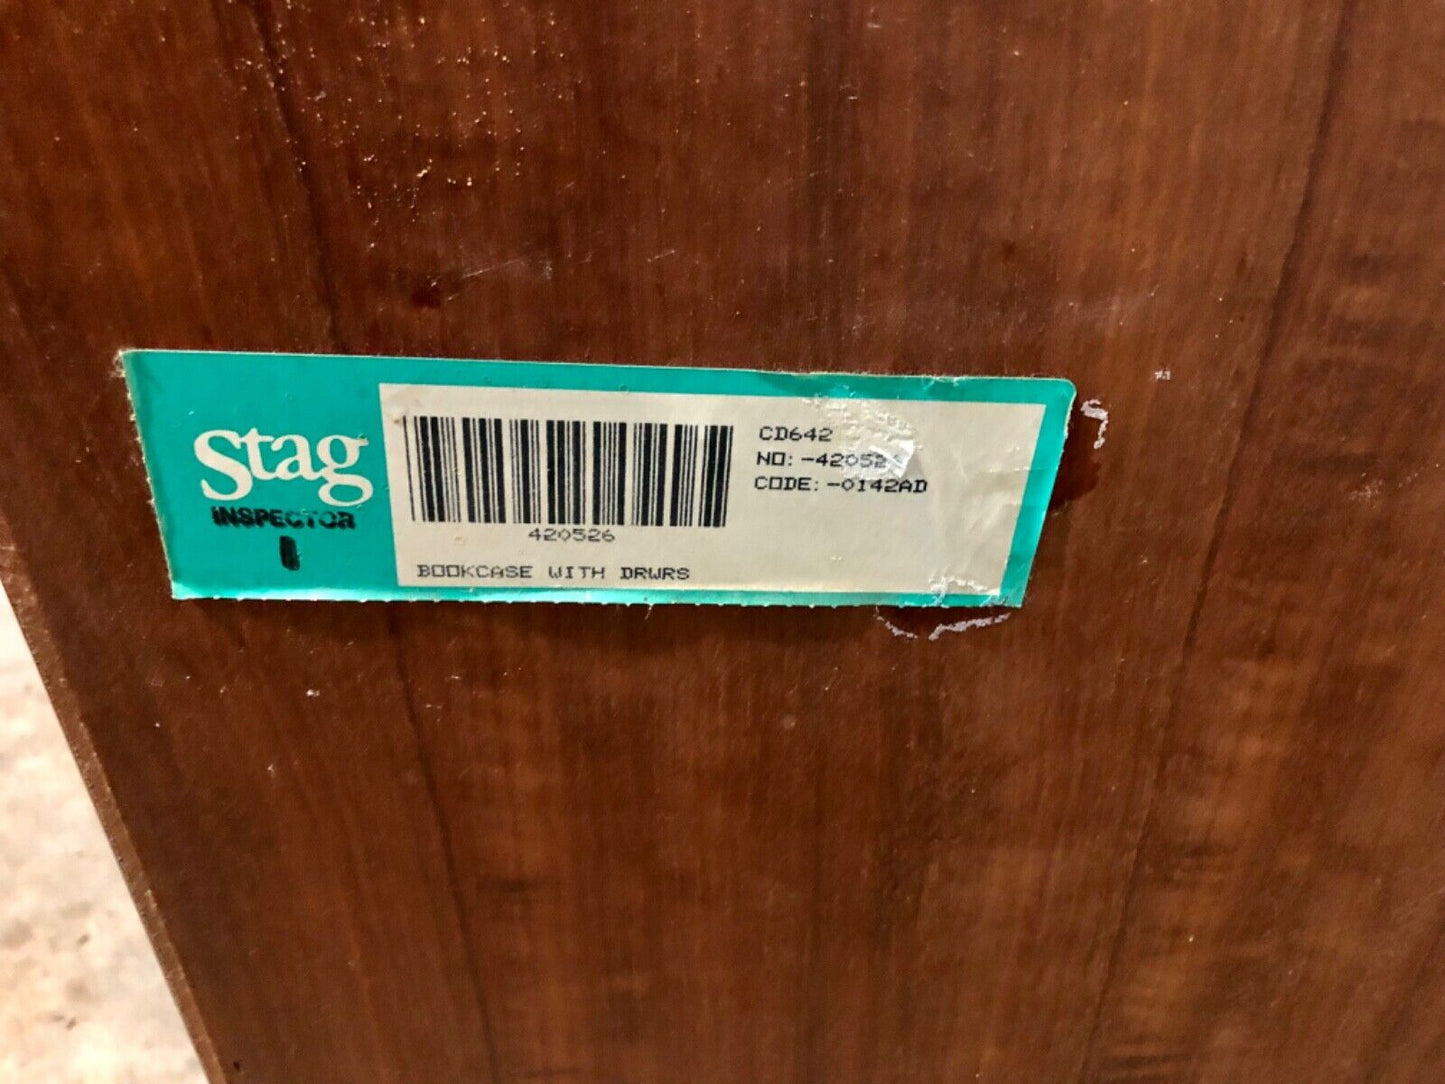 Stag
INSPECTOR
420526
BOOKCASE WITH DRWRS
CD642
NO:-42052
CODE:-0142AD